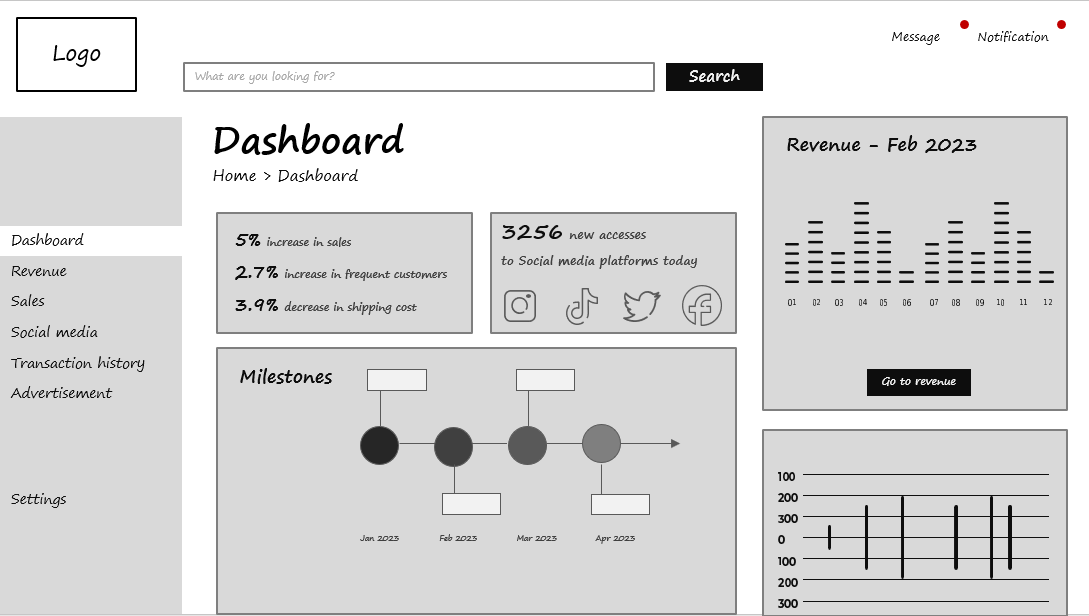 Logo
Message
Notification
What are you looking for?
Search
Dashboard
Home > Dashboard
Dashboard
Revenue
Sales
Social media
Transaction history
Advertisement
Settings
5% increase in sales
2.7% increase in frequent customers
3.9% decrease in shipping cost
3256 new accesses
to Social media platforms today
Milestones
Jan 2023 Feb 2023 Mar 2023 Apr 2023
Revenue - Feb 2023
01 02 03 04 05 06 07 08 09 10 11 12
Go to revenue
100
200
300
0
100
200
300